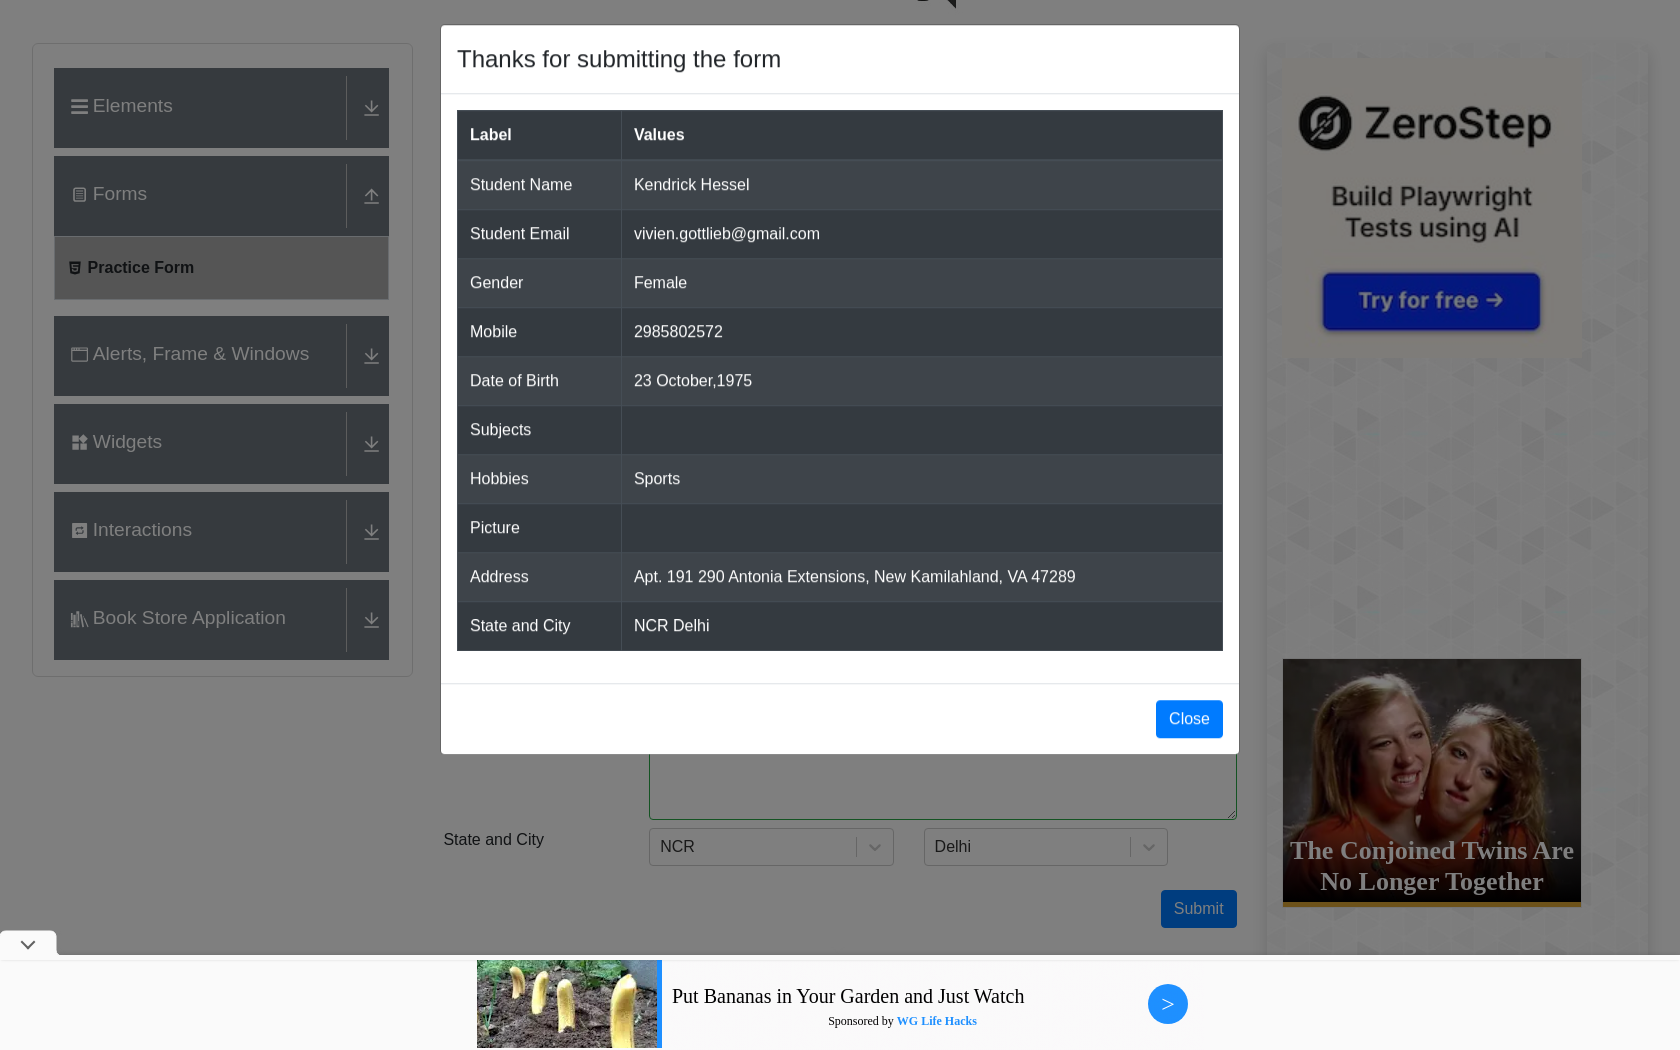 Thanks for submitting the form
Label Values
Student Name Kendrick Hessel
Student Email vivien.gottlieb@gmail.com
Gender Female
Mobile 2985802572
Date of Birth 23 October,1975
Subjects
Hobbies Sports
Picture
Address Apt. 191 290 Antonia Extensions, New Kamilahland, VA 47289
State and City NCR Delhi
Close
Elements
Forms
Practice Form
Alerts, Frame & Windows
Widgets
Interactions
Book Store Application
State and City NCR Delhi
Submit
ZeroStep
Build Playwright
Tests using AI
Try for free →
The Conjoined Twins Are
No Longer Together
Put Bananas in Your Garden and Just Watch
Sponsored by WG Life Hacks
>